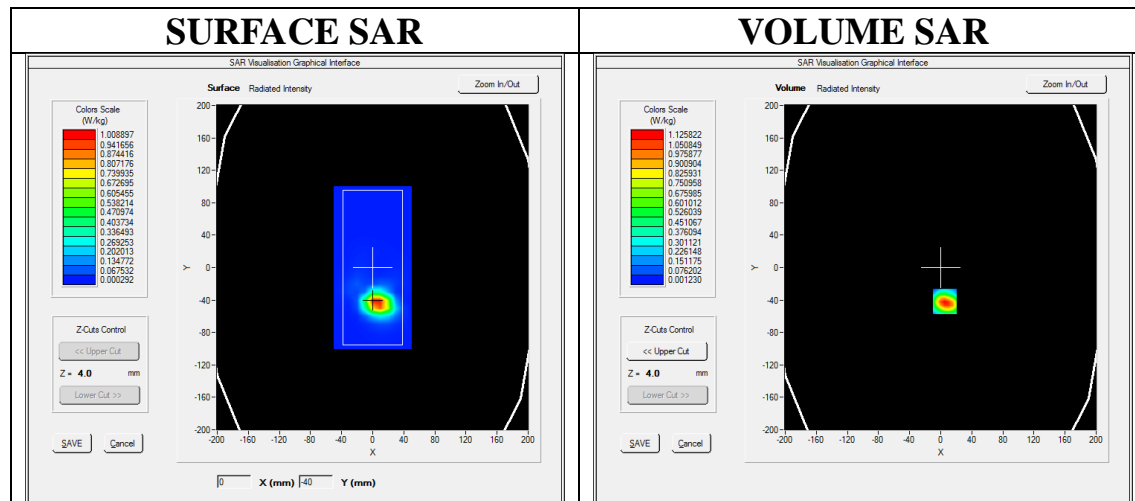 SURFACE SAR
SAR Visualisation Graphical Interface
Surface Radiated Intensity
Zoom In/Out
Colors Scale
(W/kg)
1.008897
0.941656
0.874416
0.807176
0.739935
0.672695
0.605455
0.538214
0.470974
0.403734
0.336493
0.269253
0.202013
0.134772
0.067532
0.000292
Z-Cuts Control
<< Upper Cut
Z = 4.0 mm
Lower Cut >>
SAVE Cancel
200
160
120
80
40
0
-40
-80
-120
-160
-200
Y
-200 -160 -120 -80 -40 0 40 80 120 160 200
X
0 X (mm) -40 Y (mm)
VOLUME SAR
SAR Visualisation Graphical Interface
Volume Radiated Intensity
Zoom In/Out
Colors Scale
(W/kg)
1.125822
1.050849
0.975877
0.900904
0.825931
0.750958
0.675985
0.601012
0.526039
0.451067
0.376094
0.301121
0.226148
0.151175
0.076202
0.001230
Z-Cuts Control
<< Upper Cut
Z = 4.0 mm
Lower Cut >>
SAVE Cancel
200
160
120
80
40
0
-40
-80
-120
-160
-200
Y
-200 -160 -120 -80 -40 0 40 80 120 160 200
X